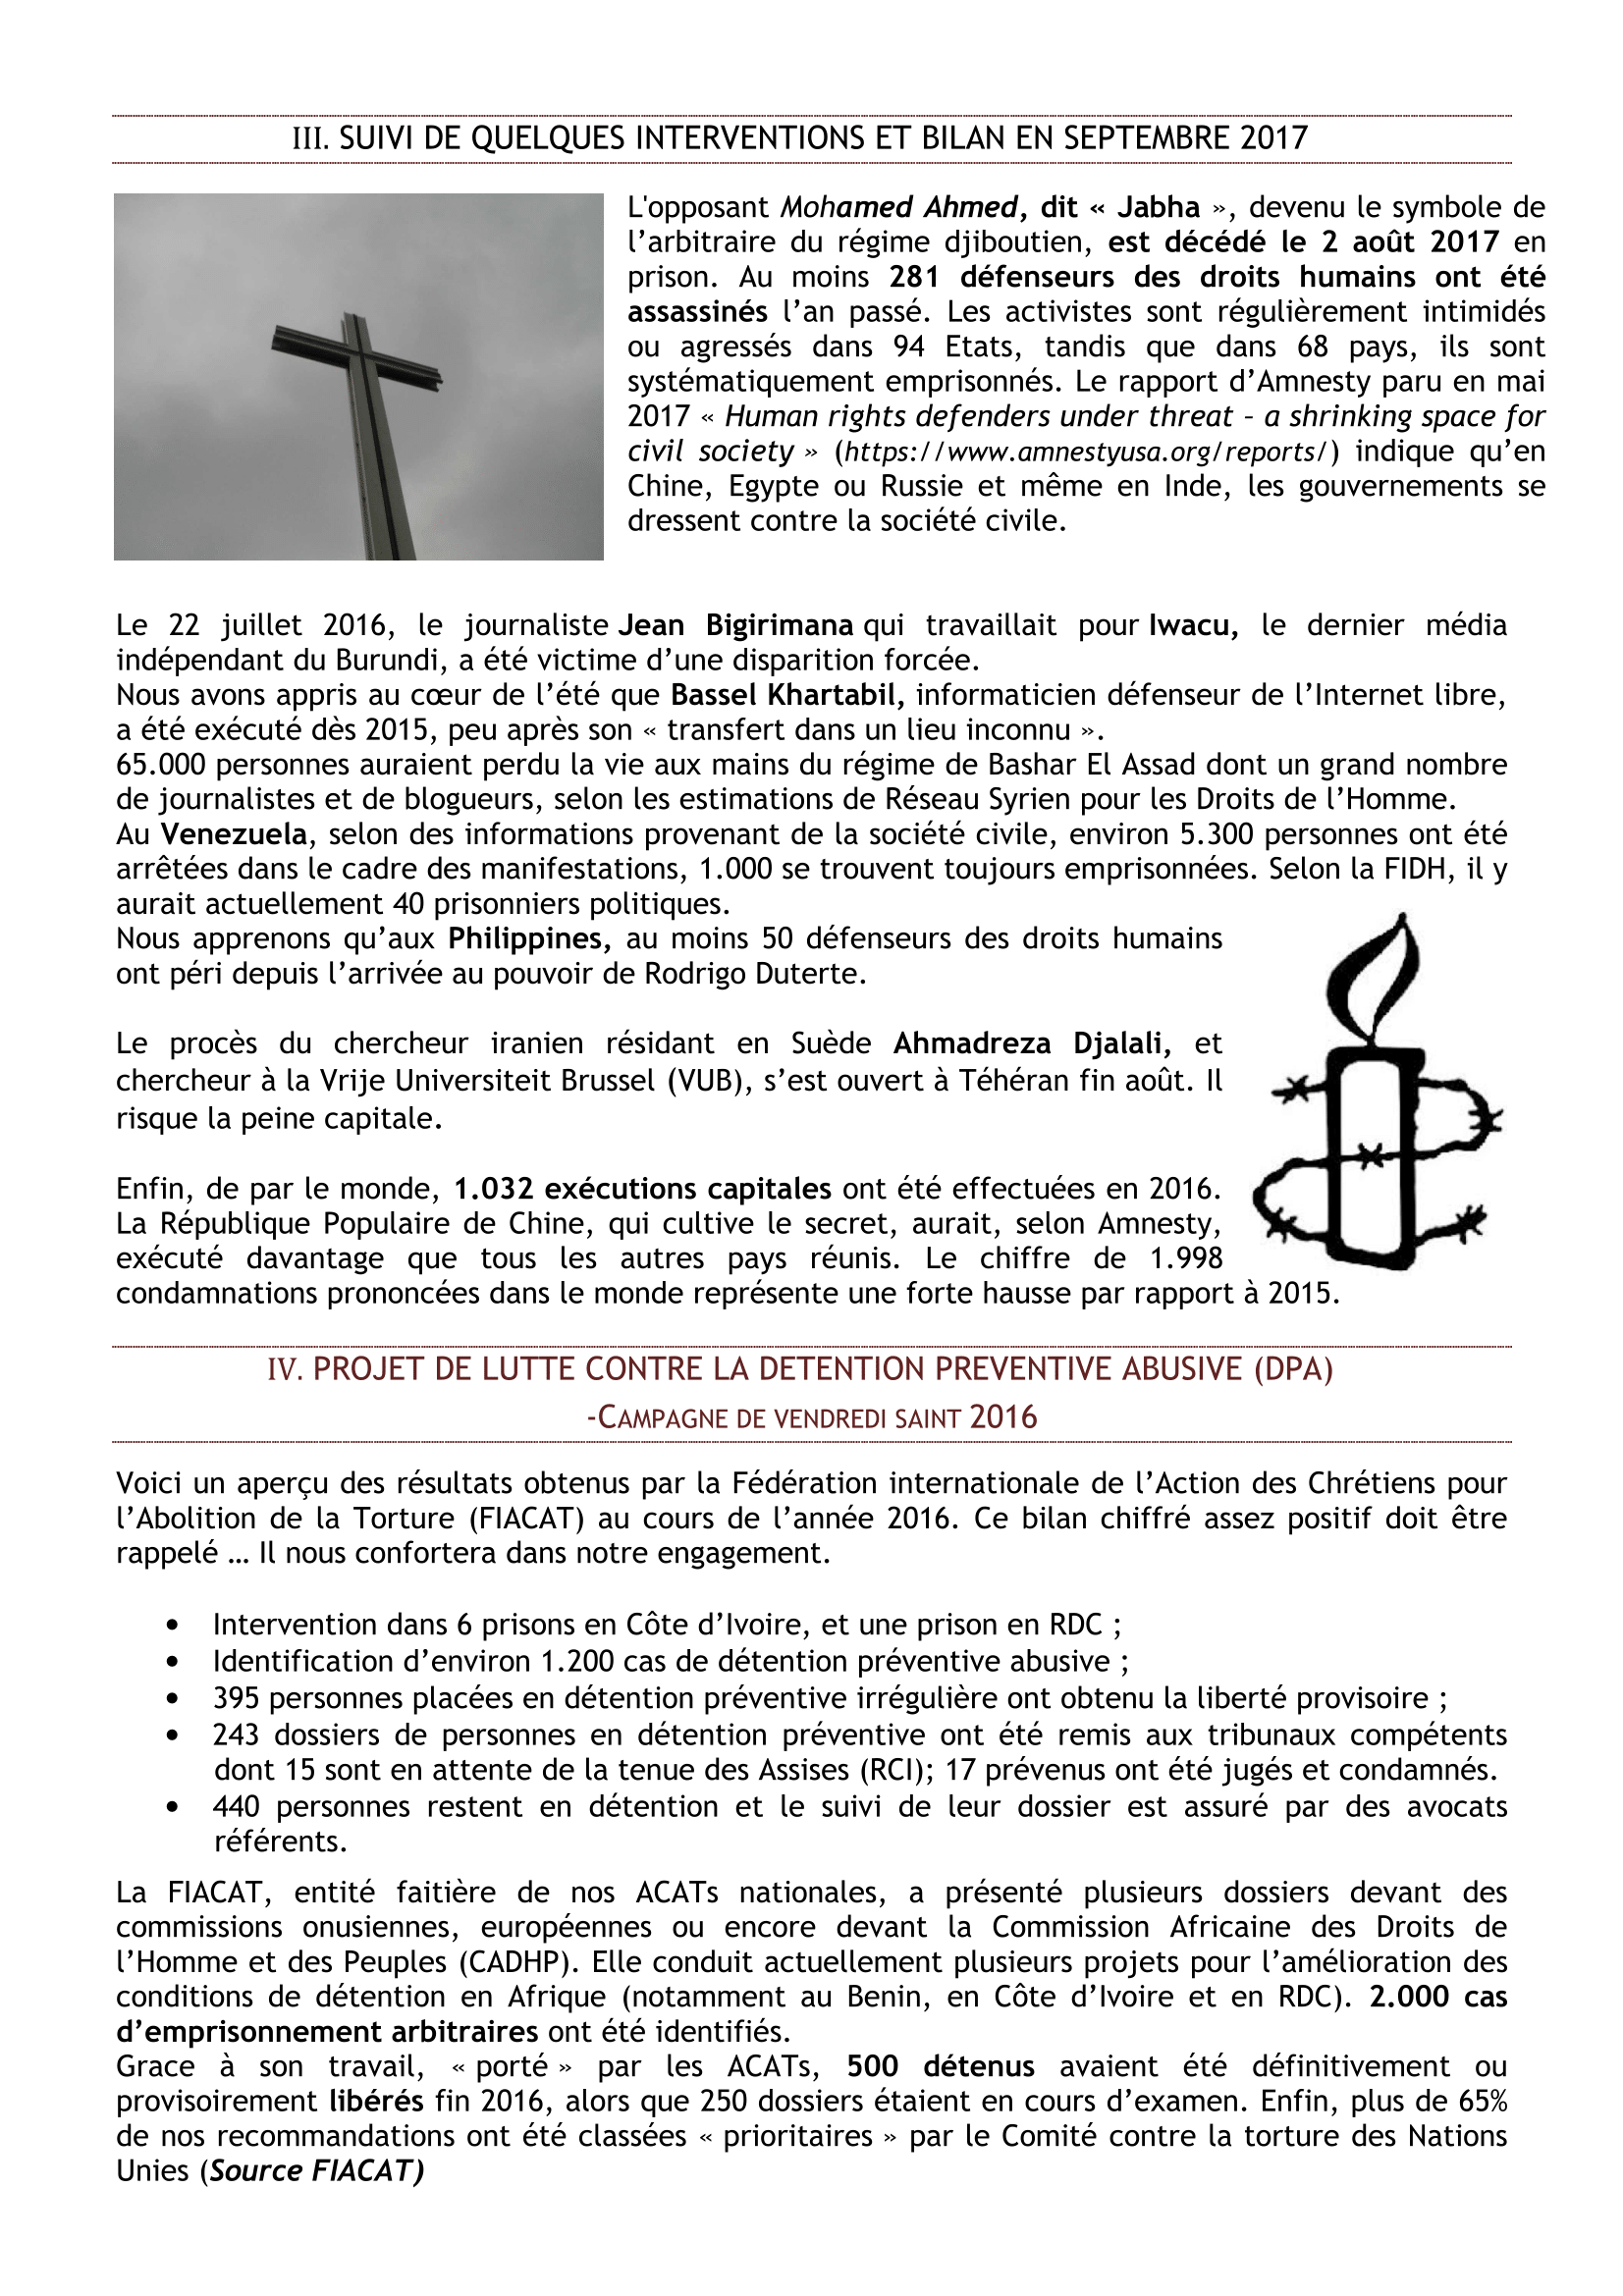 III. SUIVI DE QUELQUES INTERVENTIONS ET BILAN EN SEPTEMBRE 2017
L'opposant Mohamed Ahmed, dit « Jabha », devenu le symbole de
l’arbitraire du régime djiboutien, est décédé le 2 août 2017 en
prison. Au moins 281 défenseurs des droits humains ont été
assassinés l’an passé. Les activistes sont régulièrement intimidés
ou agressés dans 94 Etats, tandis que dans 68 pays, ils sont
systématiquement emprisonnés. Le rapport d’Amnesty paru en mai
2017 « Human rights defenders under threat – a shrinking space for
civil society » (https://www.amnestyusa.org/reports/) indique qu’en
Chine, Egypte ou Russie et même en Inde, les gouvernements se
dressent contre la société civile.
Le 22 juillet 2016, le journaliste Jean Bigirimana qui travaillait pour Iwacu, le dernier média
indépendant du Burundi, a été victime d’une disparition forcée.
Nous avons appris au cœur de l’été que Bassel Khartabil, informaticien défenseur de l’Internet libre,
a été exécuté dès 2015, peu après son « transfert dans un lieu inconnu ».
65.000 personnes auraient perdu la vie aux mains du régime de Bashar El Assad dont un grand nombre
de journalistes et de blogueurs, selon les estimations de Réseau Syrien pour les Droits de l’Homme.
Au Venezuela, selon des informations provenant de la société civile, environ 5.300 personnes ont été
arrêtées dans le cadre des manifestations, 1.000 se trouvent toujours emprisonnées. Selon la FIDH, il y
aurait actuellement 40 prisonniers politiques.
Nous apprenons qu’aux Philippines, au moins 50 défenseurs des droits humains
ont péri depuis l’arrivée au pouvoir de Rodrigo Duterte.
Le procès du chercheur iranien résidant en Suède Ahmadreza Djalali, et
chercheur à la Vrije Universiteit Brussel (VUB), s’est ouvert à Téhéran fin août. Il
risque la peine capitale.
Enfin, de par le monde, 1.032 exécutions capitales ont été effectuées en 2016.
La République Populaire de Chine, qui cultive le secret, aurait, selon Amnesty,
exécuté davantage que tous les autres pays réunis. Le chiffre de 1.998
condamnations prononcées dans le monde représente une forte hausse par rapport à 2015.
IV. PROJET DE LUTTE CONTRE LA DETENTION PREVENTIVE ABUSIVE (DPA)
-CAMPAGNE DE VENDREDI SAINT 2016
Voici un aperçu des résultats obtenus par la Fédération internationale de l’Action des Chrétiens pour
l’Abolition de la Torture (FIACAT) au cours de l’année 2016. Ce bilan chiffré assez positif doit être
rappelé … Il nous confortera dans notre engagement.
• Intervention dans 6 prisons en Côte d’Ivoire, et une prison en RDC ;
• Identification d’environ 1.200 cas de détention préventive abusive ;
• 395 personnes placées en détention préventive irrégulière ont obtenu la liberté provisoire ;
• 243 dossiers de personnes en détention préventive ont été remis aux tribunaux compétents
dont 15 sont en attente de la tenue des Assises (RCI); 17 prévenus ont été jugés et condamnés.
• 440 personnes restent en détention et le suivi de leur dossier est assuré par des avocats
référents.
La FIACAT, entité faitière de nos ACATs nationales, a présenté plusieurs dossiers devant des
commissions onusiennes, européennes ou encore devant la Commission Africaine des Droits de
l’Homme et des Peuples (CADHP). Elle conduit actuellement plusieurs projets pour l’amélioration des
conditions de détention en Afrique (notamment au Benin, en Côte d’Ivoire et en RDC). 2.000 cas
d’emprisonnement arbitraires ont été identifiés.
Grace à son travail, « porté » par les ACATs, 500 détenus avaient été définitivement ou
provisoirement libérés fin 2016, alors que 250 dossiers étaient en cours d’examen. Enfin, plus de 65%
de nos recommandations ont été classées « prioritaires » par le Comité contre la torture des Nations
Unies (Source FIACAT)